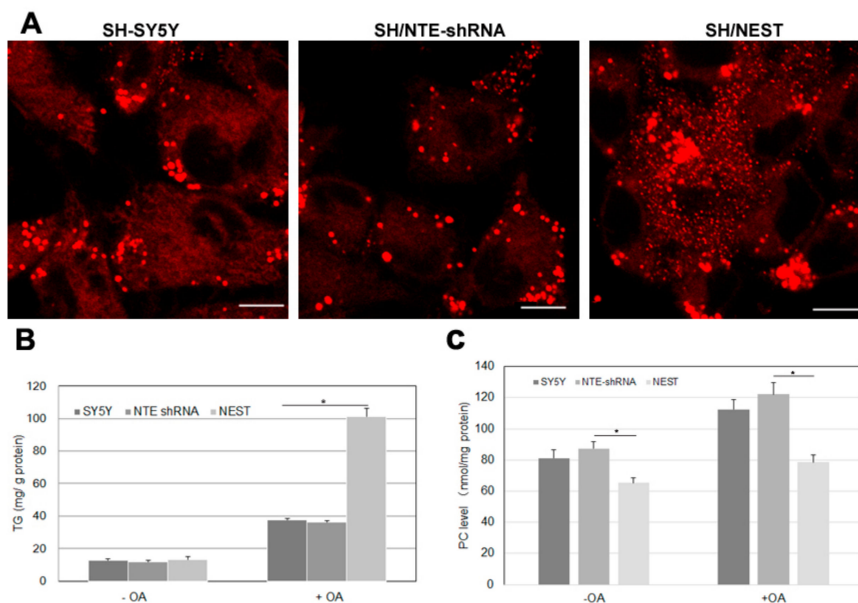 A
SH-SY5Y SH/NTE-shRNA SH/NEST
B
120
100
80
60
40
20
0
TG (mg/ g protein)
SY5Y NTE shRNA NEST
*
- OA + OA
C
140
120
100
80
60
40
20
0
PC level （nmol/mg protein)
SY5Y NTE-shRNA NEST
*
*
-OA +OA